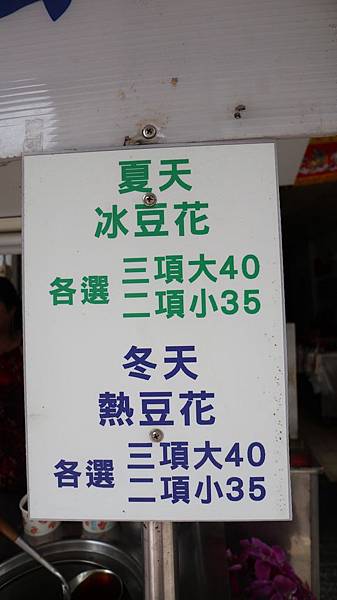 夏天
冰豆花
各選 三項大40
二項小35
冬天
熱豆花
各選 三項大40
二項小35